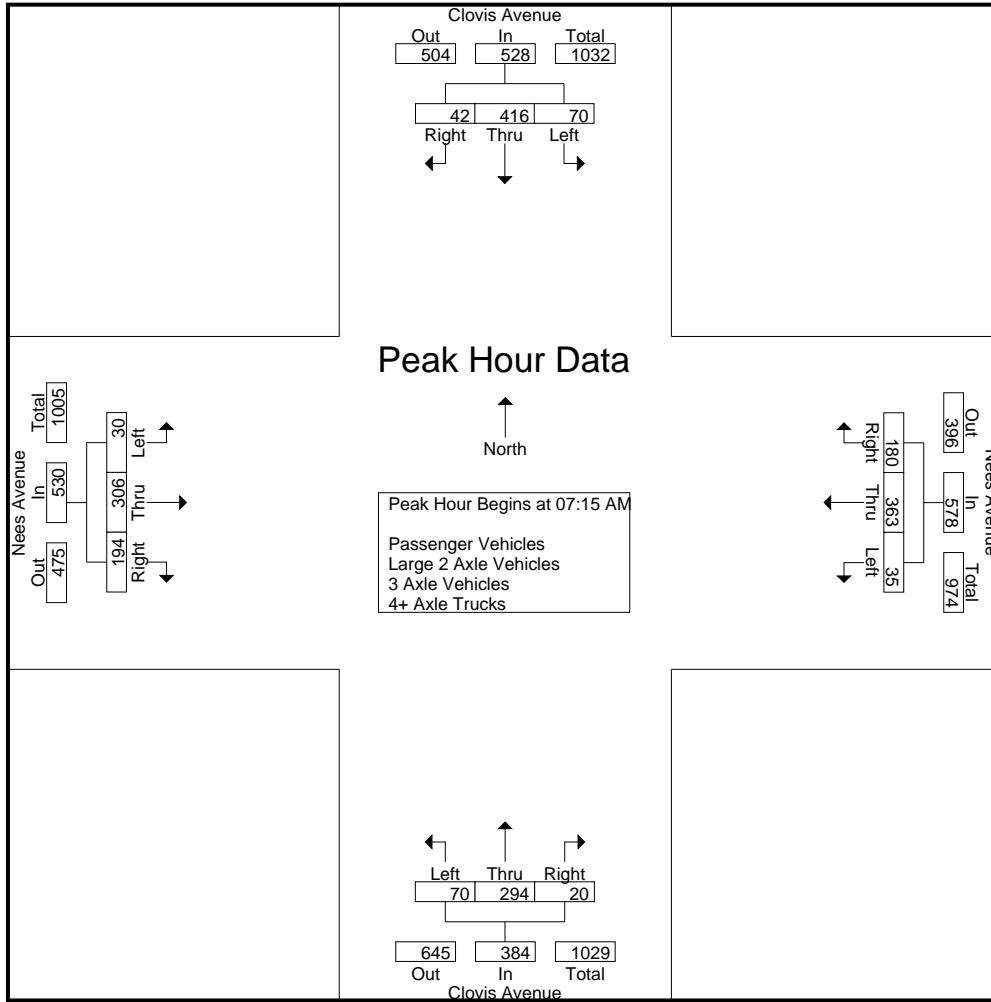 Clovis Avenue
Out In Total
504 528 1032
42 416 70
Right Thru Left
Peak Hour Data
North
Peak Hour Begins at 07:15 AM
Passenger Vehicles
Large 2 Axle Vehicles
3 Axle Vehicles
4+ Axle Trucks
Nees Avenue
Out In Total
475 530 1005
Left Thru Right
30 306 194
Nees Avenue
Out In Total
396 578 974
Right Thru Left
180 363 35
Left Thru Right
70 294 20
645 384 1029
Out In Total
Clovis Avenue